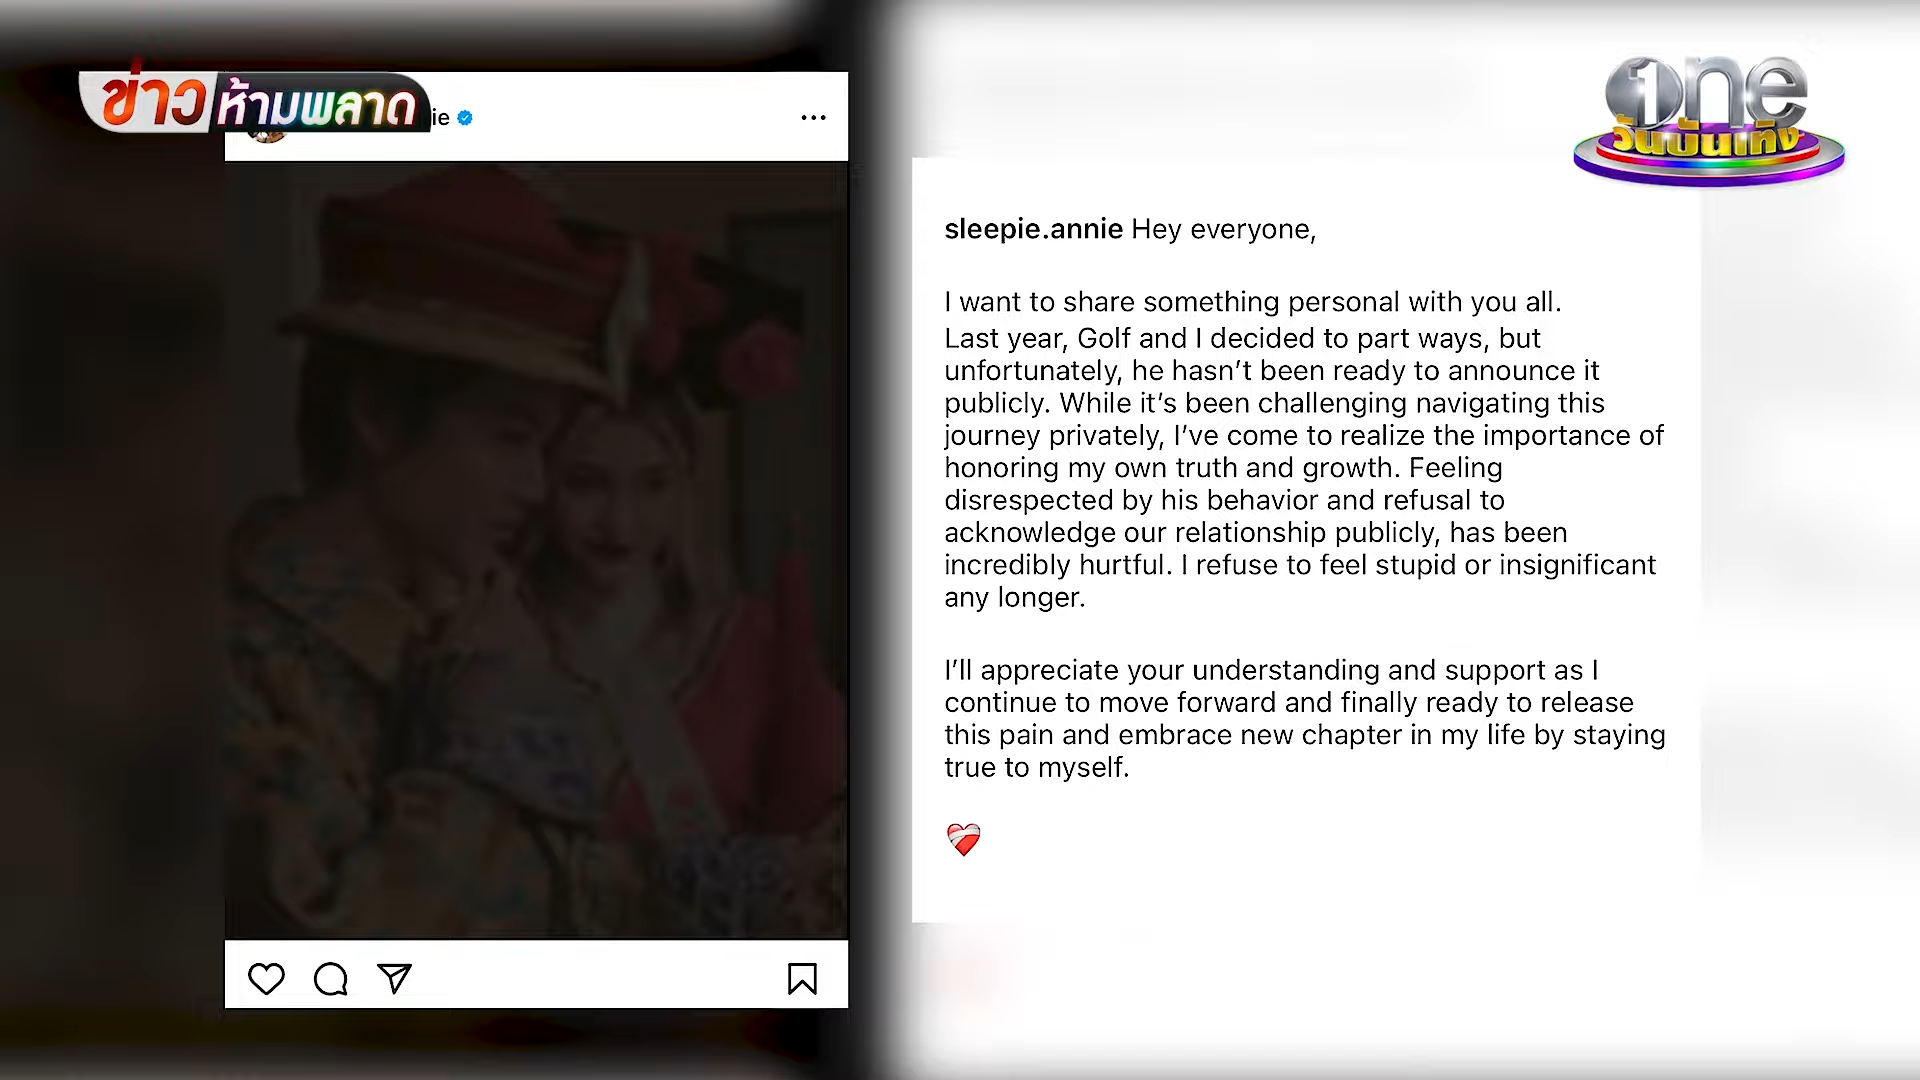 ข่าวห้ามพลาด
ie
one
วันบันเทิง
sleepie.annie Hey everyone,
I want to share something personal with you all.
Last year, Golf and I decided to part ways, but
unfortunately, he hasn't been ready to announce it
publicly. While it's been challenging navigating this
journey privately, I've come to realize the importance of
honoring my own truth and growth. Feeling
disrespected by his behavior and refusal to
acknowledge our relationship publicly, has been
incredibly hurtful. I refuse to feel stupid or insignificant
any longer.
I'll appreciate your understanding and support as I
continue to move forward and finally ready to release
this pain and embrace new chapter in my life by staying
true to myself.